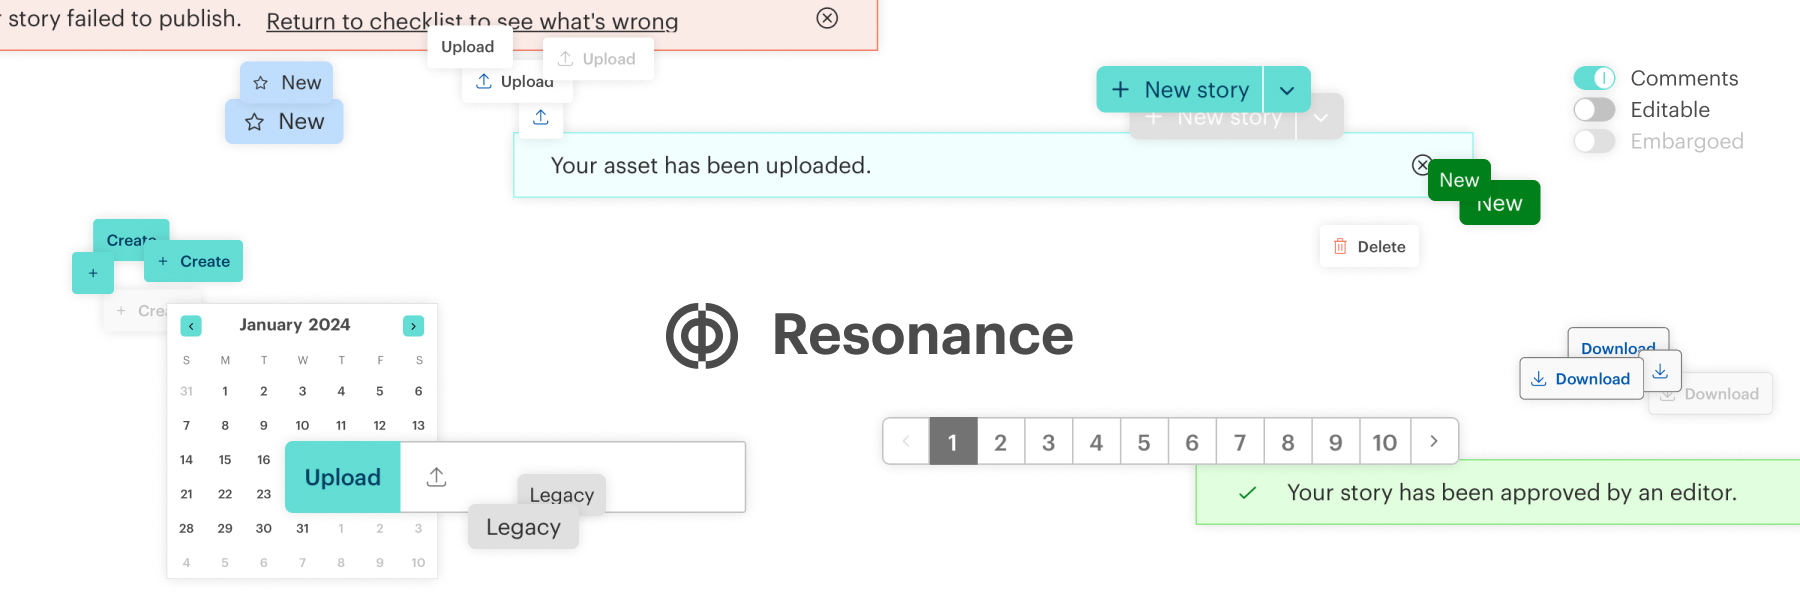 story failed to publish. Return to checklist to see what's wrong
Upload
Upload
Upload
New
New
+ New story
+ New story
Comments
Editable
Embargoed
Your asset has been uploaded.
New
New
Create
+ Create
+
+
Delete
January 2024
S M T W T F S
31 1 2 3 4 5 6
7 8 9 10 11 12 13
14 15 16
21 22 23
28 29 30 31 1 2 3
4 5 6 7 8 9 10
Resonance
Download
Download
Download
Upload
Legacy
Legacy
1 2 3 4 5 6 7 8 9 10
Your story has been approved by an editor.